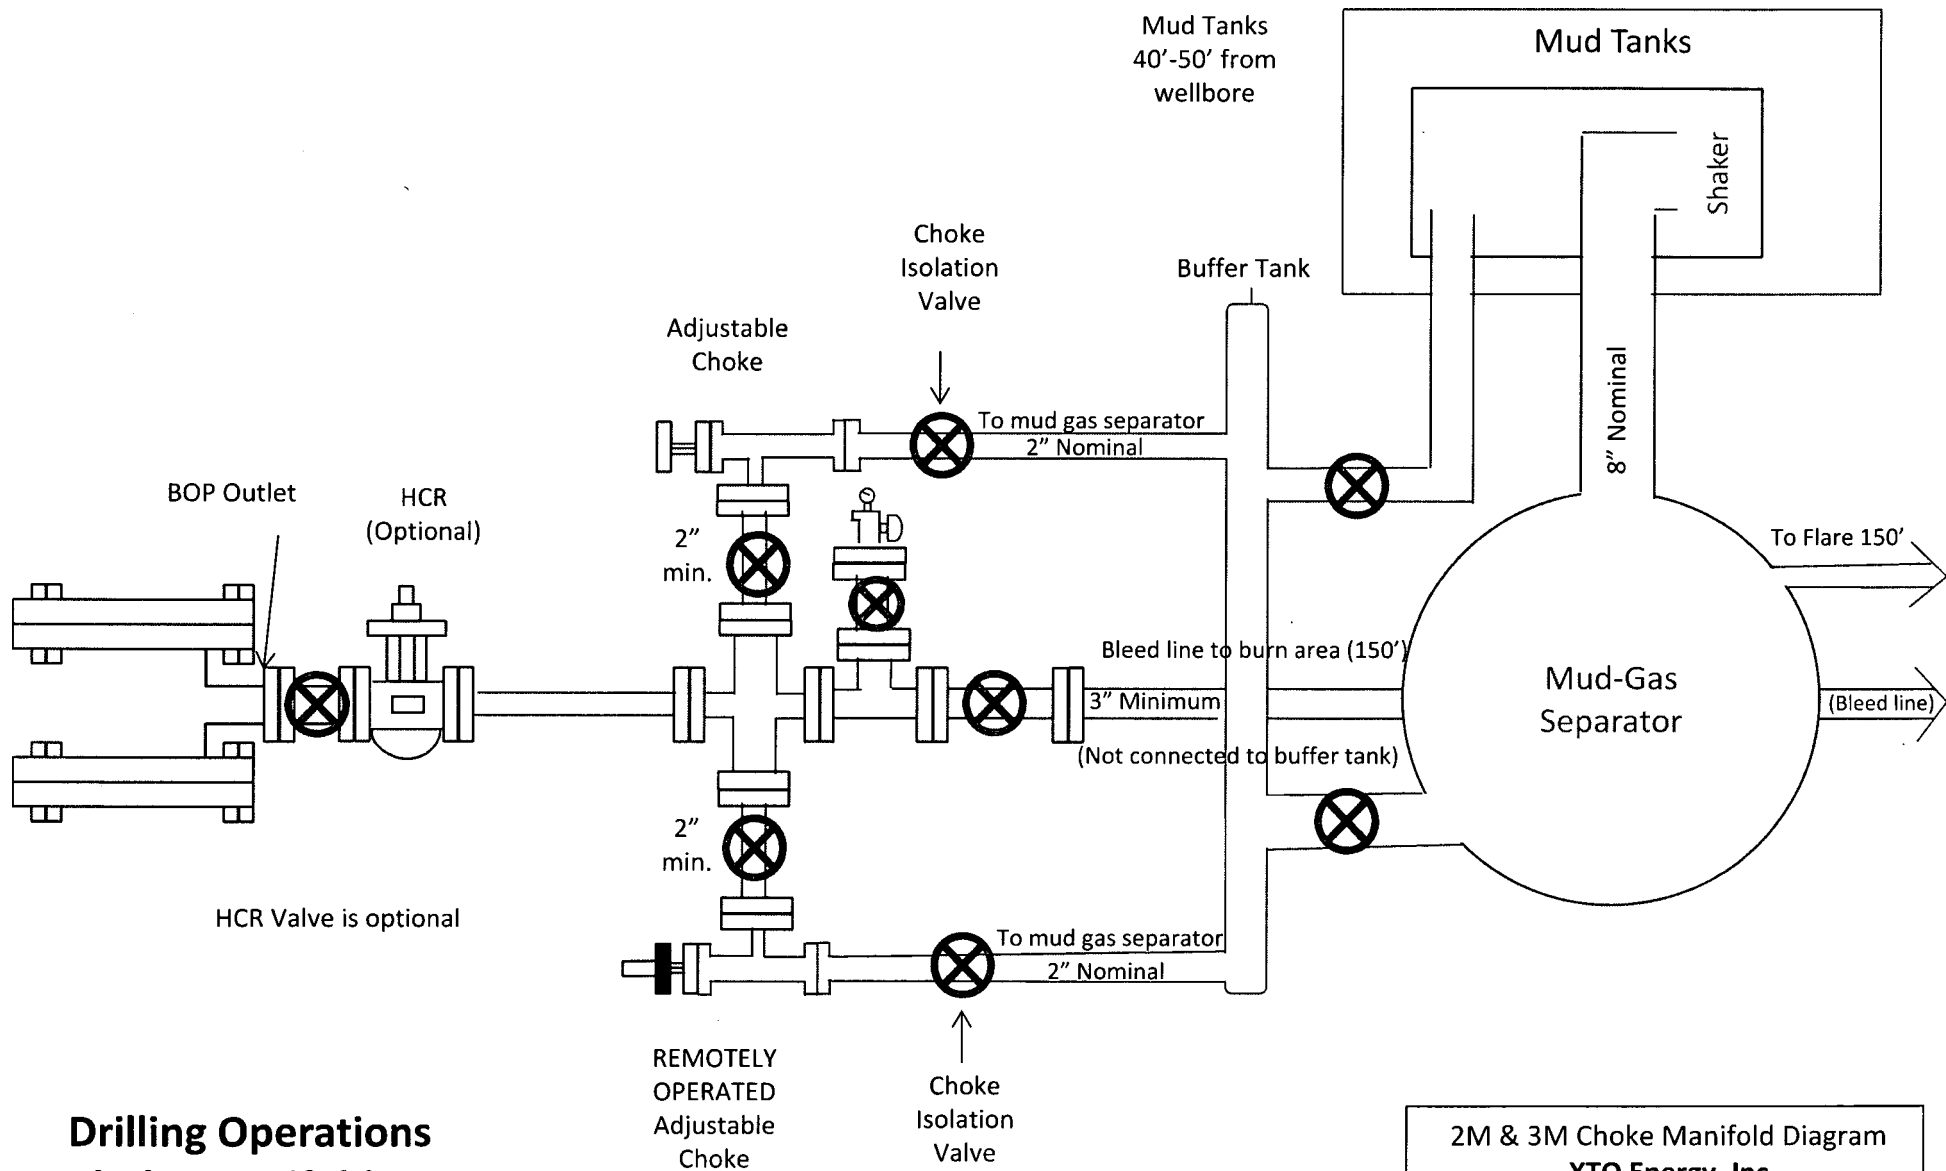 Mud Tanks
40’-50’ from
wellbore
Mud Tanks
Shaker
Choke
Isolation
Valve
Buffer Tank
Adjustable
Choke
To mud gas separator
2” Nominal
8” Nominal
BOP Outlet
HCR
(Optional)
2”
min.
To Flare 150’
Bleed line to burn area (150’)
3” Minimum
(Not connected to buffer tank)
Mud-Gas
Separator
(Bleed line)
2”
min.
HCR Valve is optional
To mud gas separator
2” Nominal
REMOTELY
OPERATED
Adjustable
Choke
Choke
Isolation
Valve
Drilling Operations
2M & 3M Choke Manifold Diagram
XTO Energy, Inc.